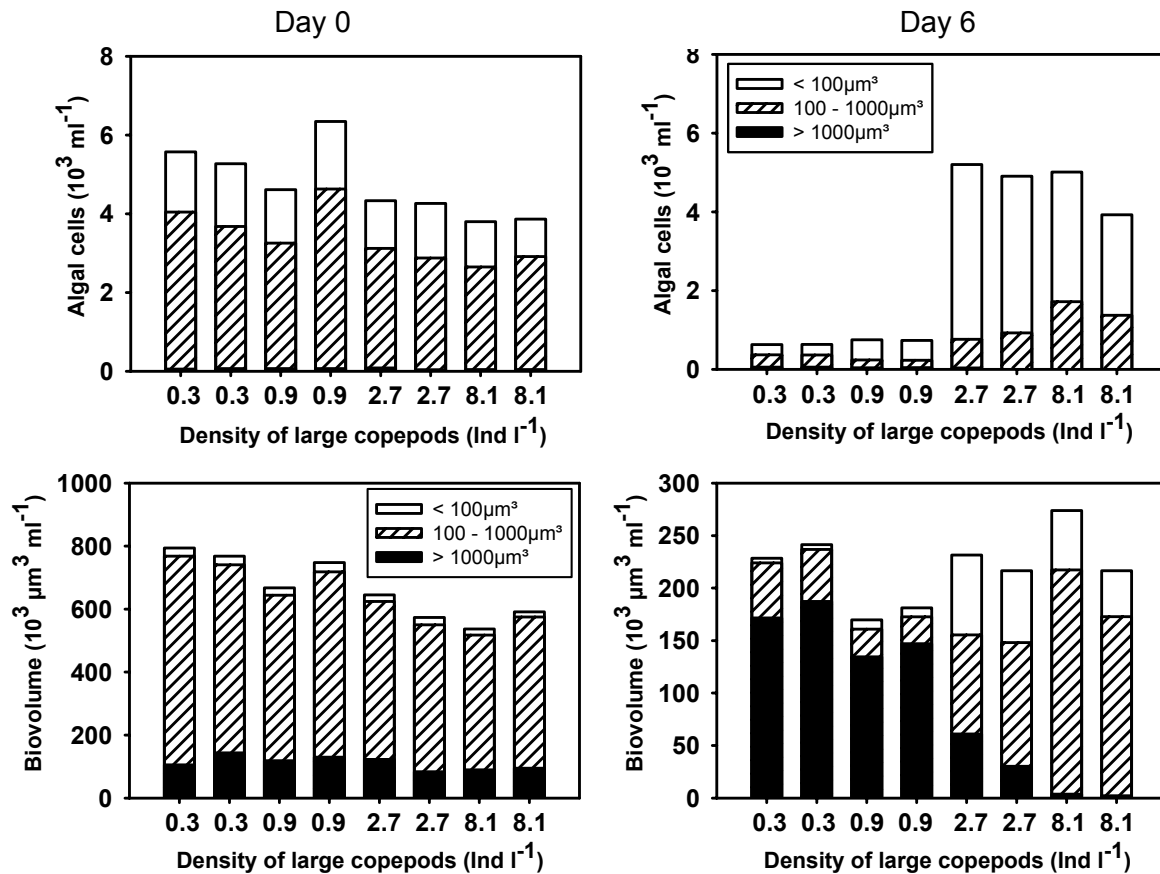 Day 0
Day 6
8
6
4
2
0
Algal cells (10³ ml⁻¹)
0.3 0.3 0.9 0.9 2.7 2.7 8.1 8.1
Density of large copepods (Ind l⁻¹)
8
6
4
2
0
Algal cells (10³ ml⁻¹)
< 100µm³
100 - 1000µm³
> 1000µm³
0.3 0.3 0.9 0.9 2.7 2.7 8.1 8.1
Density of large copepods (Ind l⁻¹)
1000
800
600
400
200
0
Biovolume (10³ µm³ ml⁻¹)
< 100µm³
100 - 1000µm³
> 1000µm³
0.3 0.3 0.9 0.9 2.7 2.7 8.1 8.1
Density of large copepods (Ind l⁻¹)
300
250
200
150
100
50
0
Biovolume (10³ µm³ ml⁻¹)
0.3 0.3 0.9 0.9 2.7 2.7 8.1 8.1
Density of large copepods (Ind l⁻¹)